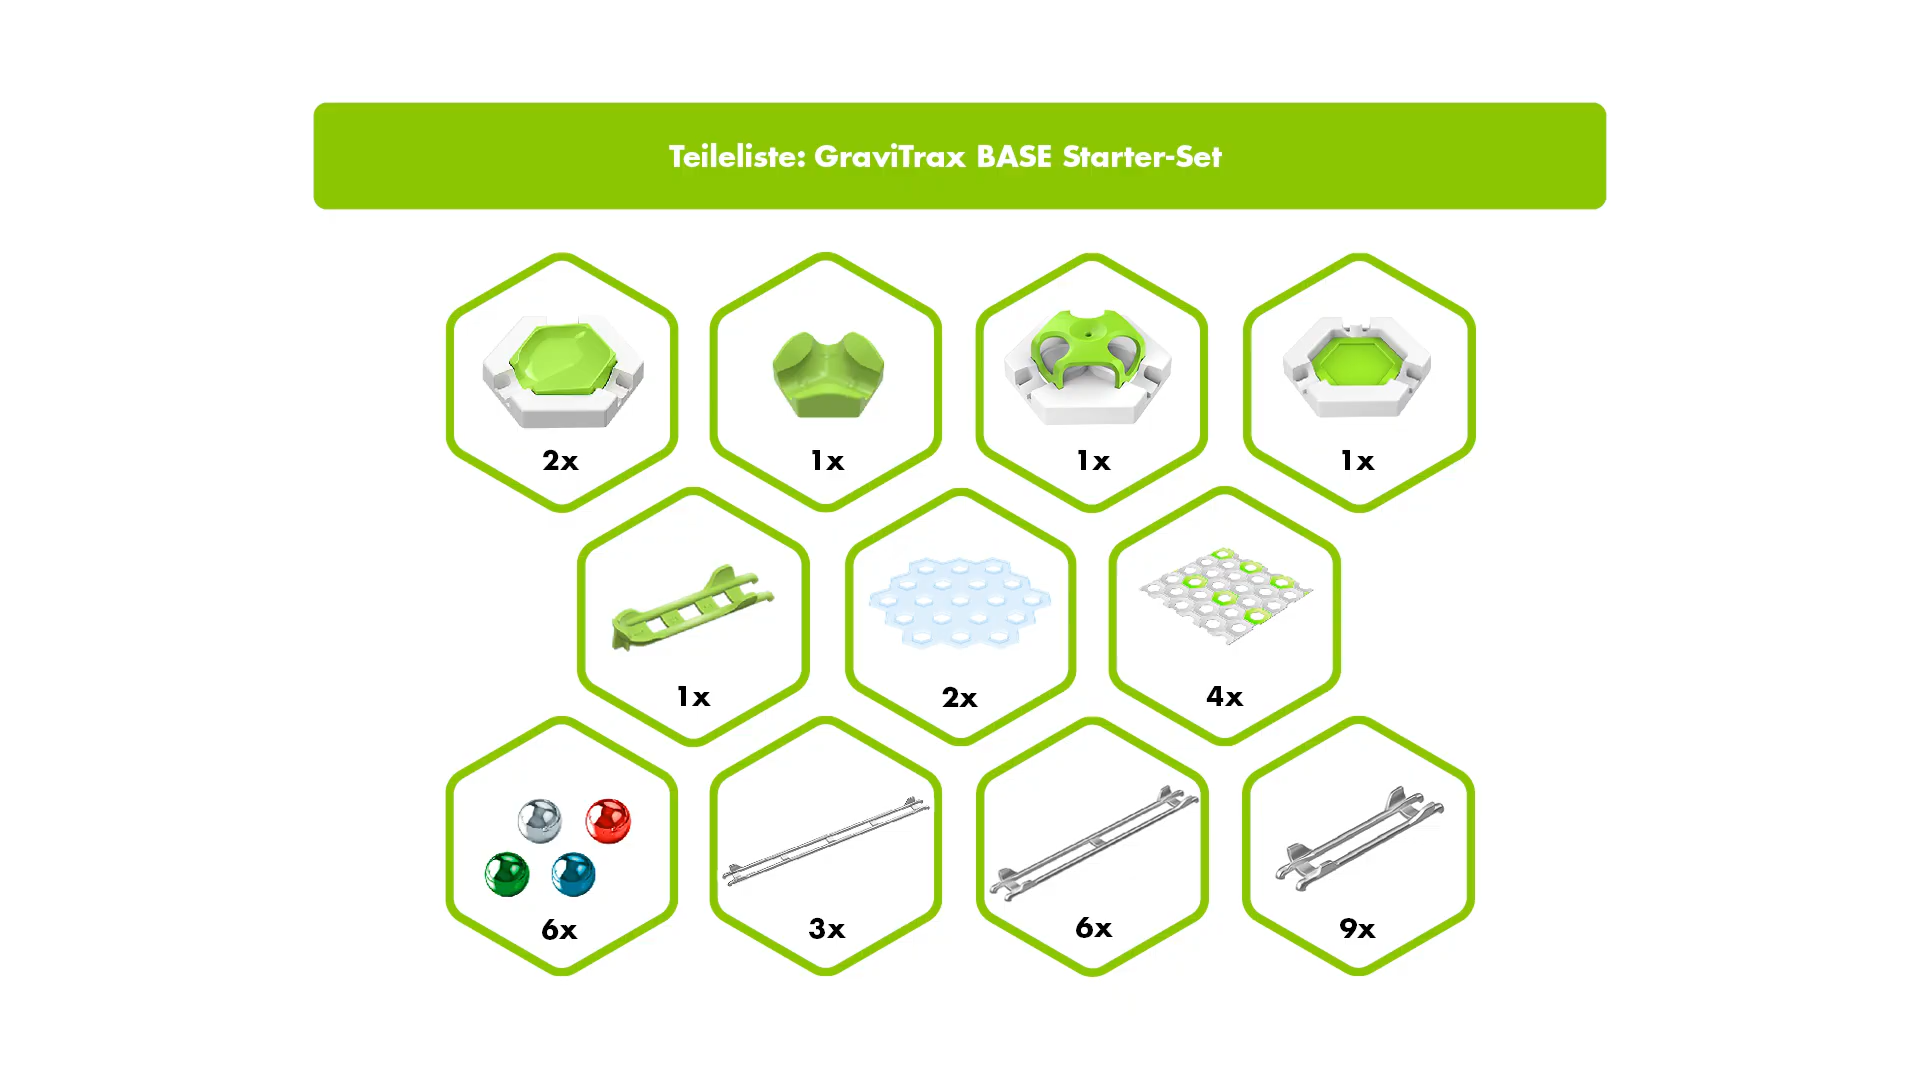 Teileliste: GraviTrax BASE Starter-Set
2x
1x
1x
1x
1x
2x
4x
6x
3x
6x
9x